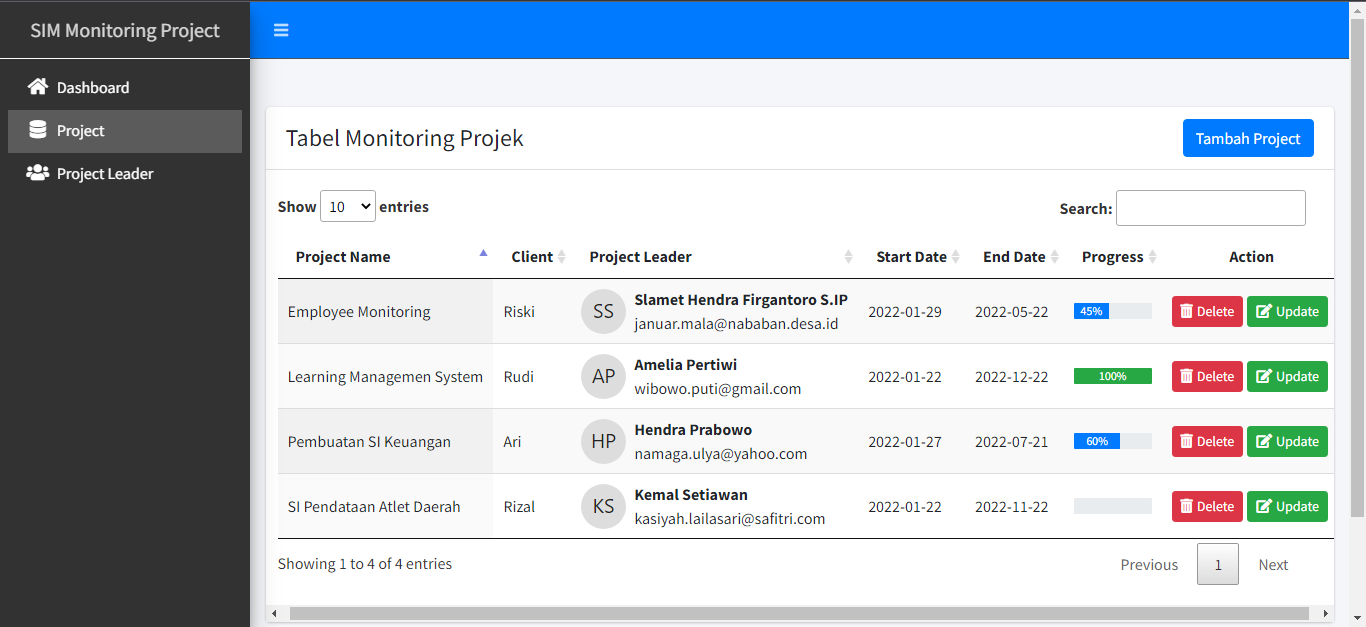 SIM Monitoring Project
Dashboard
Project
Project Leader
Tabel Monitoring Projek
Tambah Project
Show 10 entries
Search:
Project Name Client Project Leader Start Date End Date Progress Action
Employee Monitoring Riski SS Slamet Hendra Firgantoro S.IP 2022-01-29 2022-05-22 45% Delete Update
januar.mala@nababan.desa.id
Learning Managemen System Rudi AP Amelia Pertiwi 2022-01-22 2022-12-22 100% Delete Update
wibowo.puti@gmail.com
Pembuatan SI Keuangan Ari HP Hendra Prabowo 2022-01-27 2022-07-21 60% Delete Update
namaga.ulya@yahoo.com
SI Pendataan Atlet Daerah Rizal KS Kemal Setiawan 2022-01-22 2022-11-22 Delete Update
kasiyah.lailasari@safitri.com
Showing 1 to 4 of 4 entries
Previous 1 Next